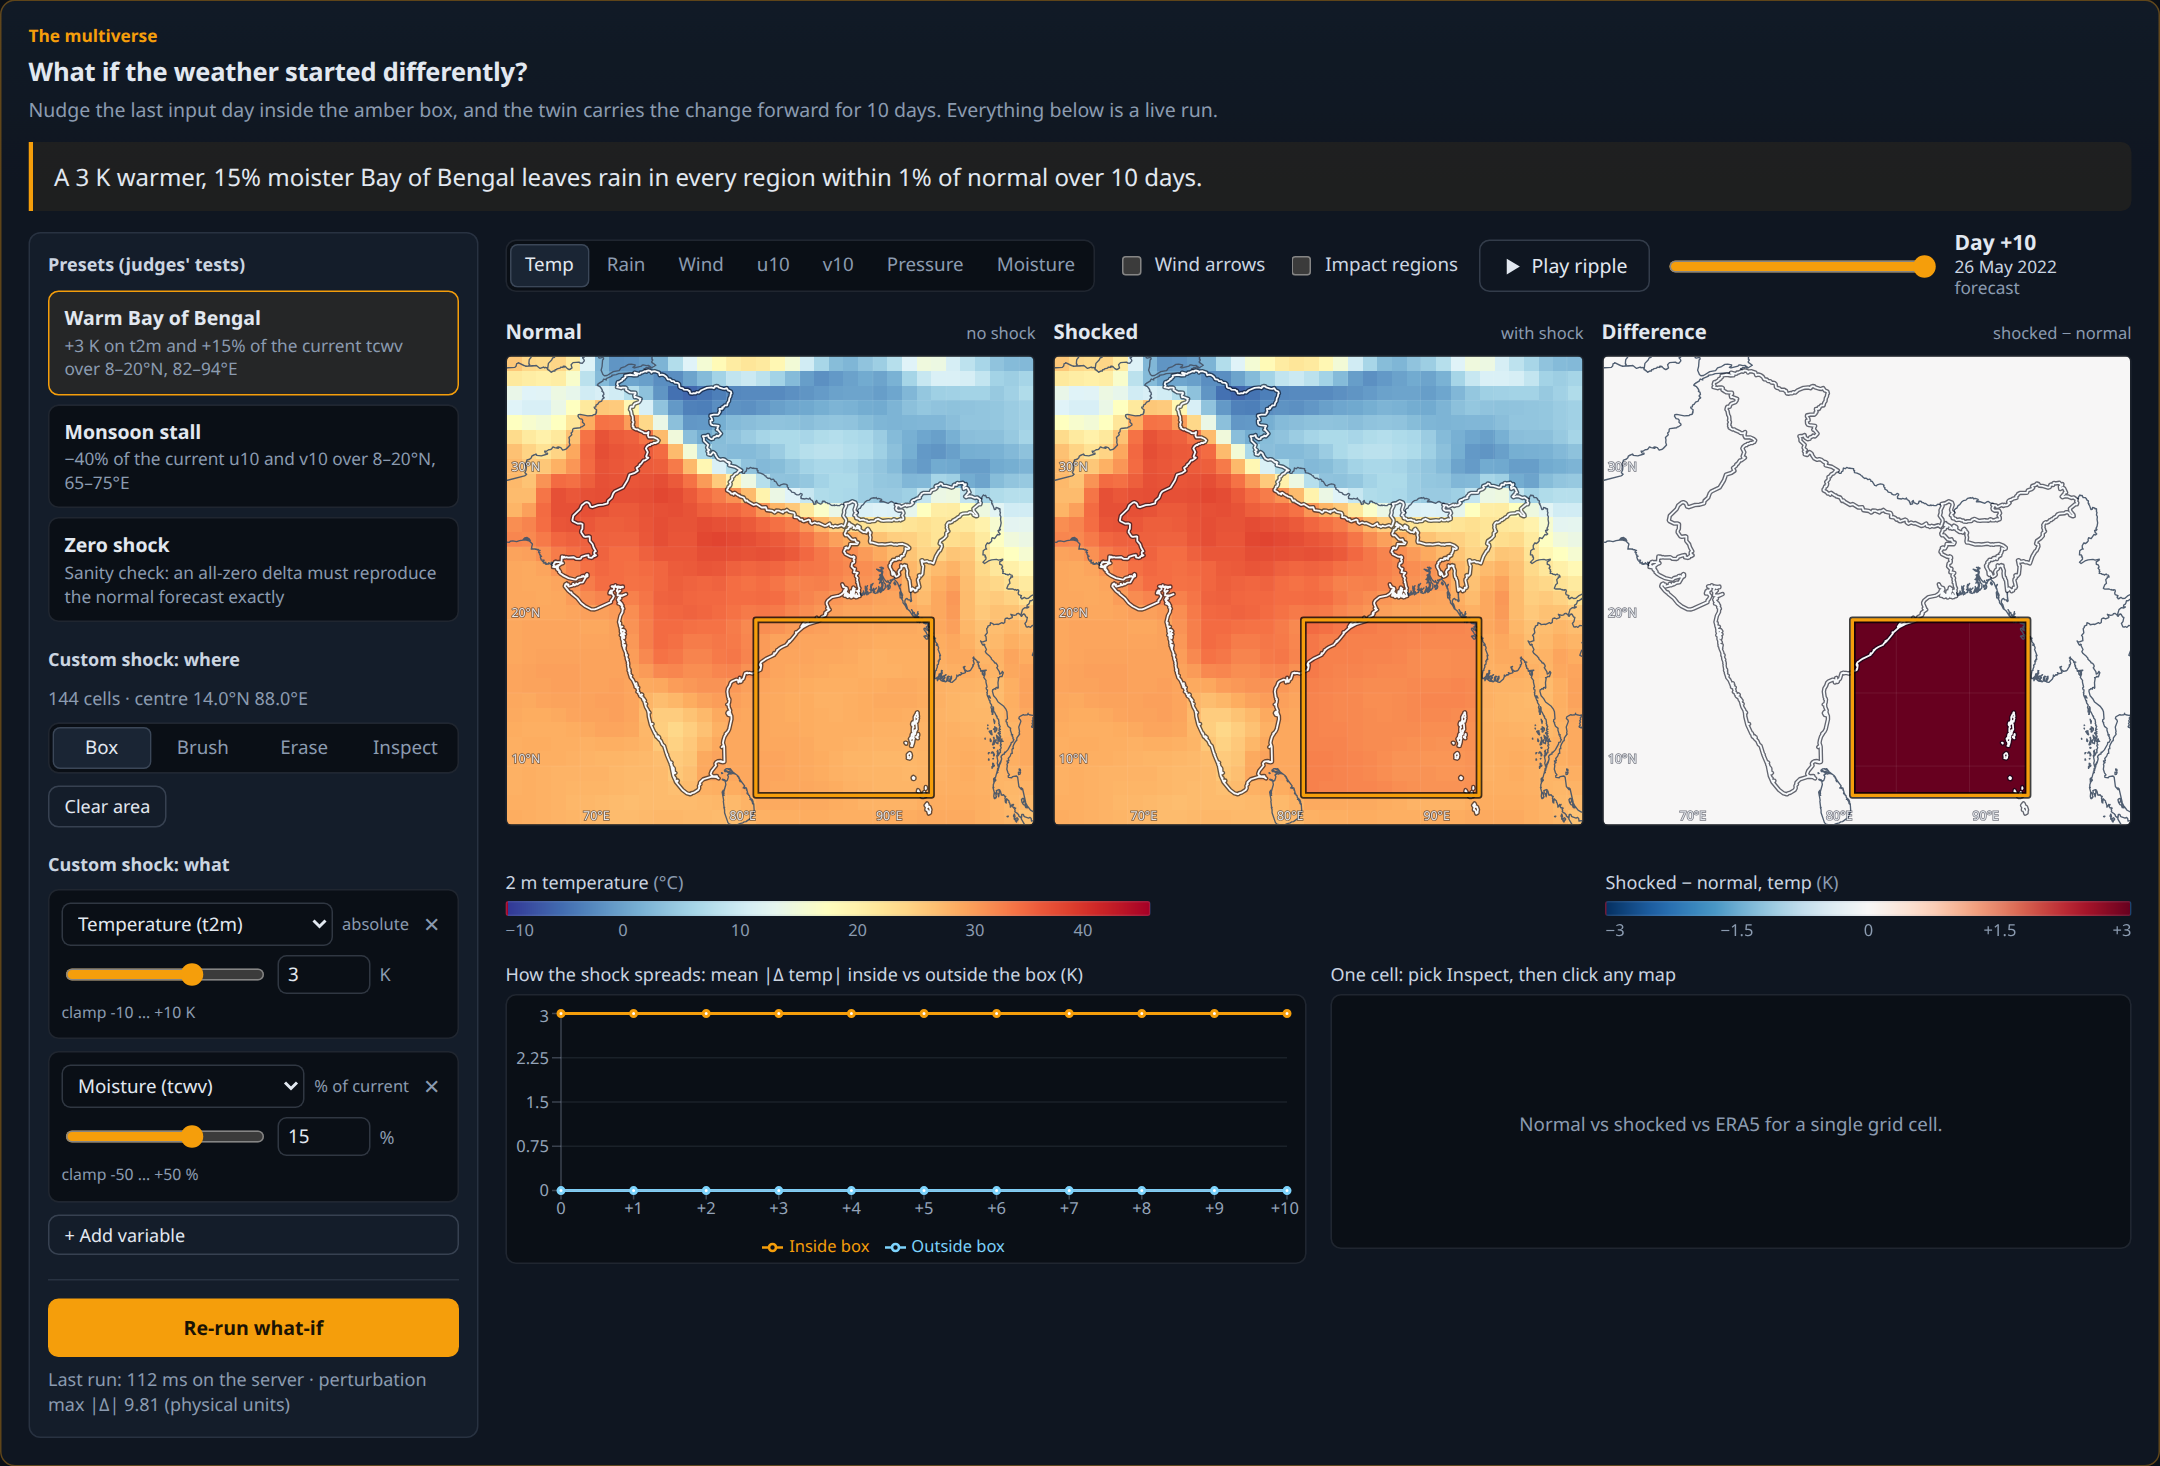 The multiverse
What if the weather started differently?
Nudge the last input day inside the amber box, and the twin carries the change forward for 10 days. Everything below is a live run.
A 3 K warmer, 15% moister Bay of Bengal leaves rain in every region within 1% of normal over 10 days.
Presets (judges' tests)
Warm Bay of Bengal
+3 K on t2m and +15% of the current tcwv
over 8–20°N, 82–94°E
Monsoon stall
−40% of the current u10 and v10 over 8–20°N,
65–75°E
Zero shock
Sanity check: an all-zero delta must reproduce
the normal forecast exactly
Custom shock: where
144 cells · centre 14.0°N 88.0°E
Box Brush Erase Inspect
Clear area
Custom shock: what
Temperature (t2m) absolute ✕
3 K
clamp -10 … +10 K
Moisture (tcwv) % of current ✕
15 %
clamp -50 … +50 %
+ Add variable
Re-run what-if
Last run: 112 ms on the server · perturbation
max |Δ| 9.81 (physical units)
Temp Rain Wind u10 v10 Pressure Moisture
Wind arrows Impact regions
▶ Play ripple
Day +10
26 May 2022
forecast
Normal no shock
30°N
20°N
10°N
70°E 80°E 90°E
Shocked with shock
30°N
20°N
10°N
70°E 80°E 90°E
Difference shocked − normal
30°N
20°N
10°N
70°E 80°E 90°E
2 m temperature (°C)
−10 0 10 20 30 40
Shocked − normal, temp (K)
−3 −1.5 0 +1.5 +3
How the shock spreads: mean |Δ temp| inside vs outside the box (K)
3
2.25
1.5
0.75
0
0 +1 +2 +3 +4 +5 +6 +7 +8 +9 +10
Inside box Outside box
One cell: pick Inspect, then click any map
Normal vs shocked vs ERA5 for a single grid cell.